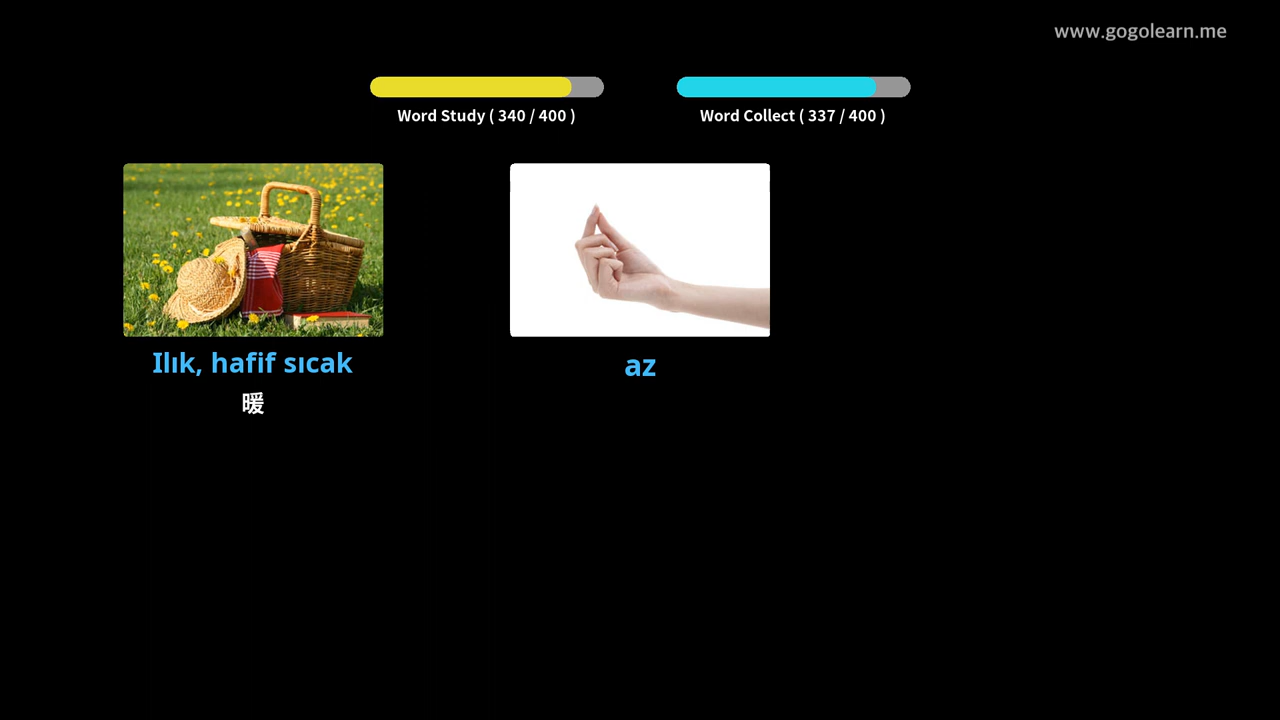 www.gogolearn.me
Word Study ( 340 / 400 )
Word Collect ( 337 / 400 )
Ilık, hafif sıcak
暖
az